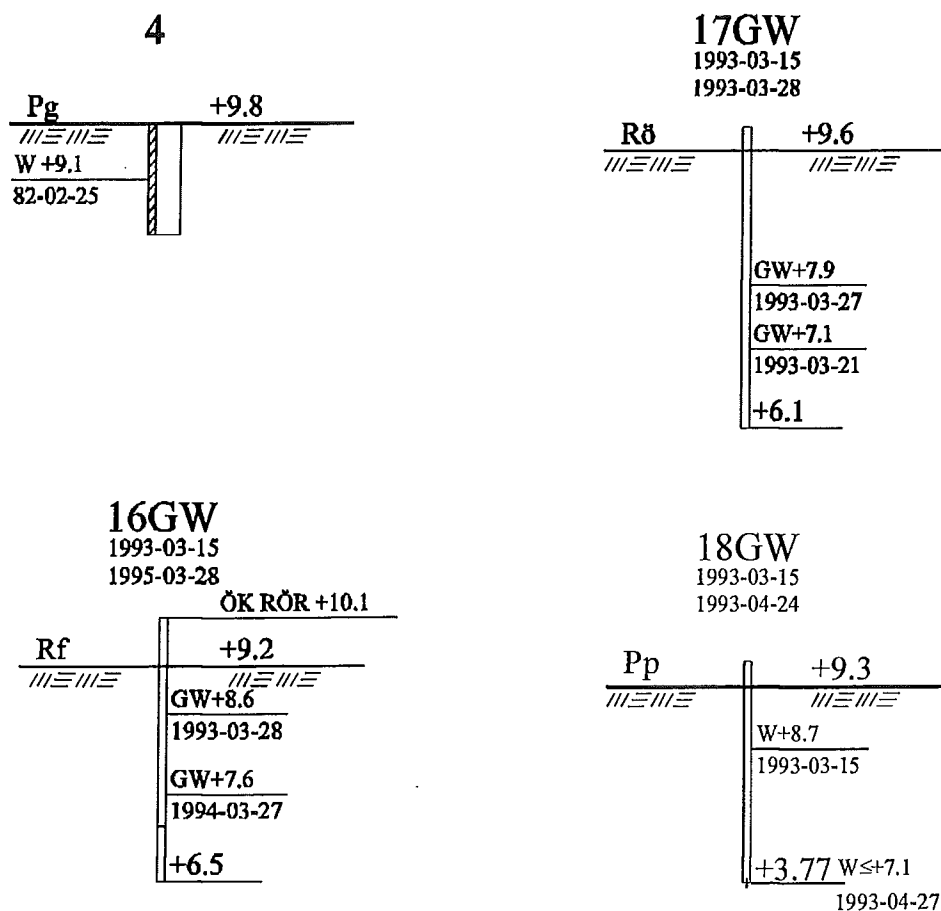 4
Pg +9.8
W +9.1
82-02-25
17GW
1993-03-15
1993-03-28
Rö +9.6
GW+7.9
1993-03-27
GW+7.1
1993-03-21
+6.1
16GW
1993-03-15
1995-03-28
ÖK RÖR +10.1
Rf +9.2
GW+8.6
1993-03-28
GW+7.6
1994-03-27
+6.5
18GW
1993-03-15
1993-04-24
Pp +9.3
W+8.7
1993-03-15
+3.77 W≤+7.1
1993-04-27